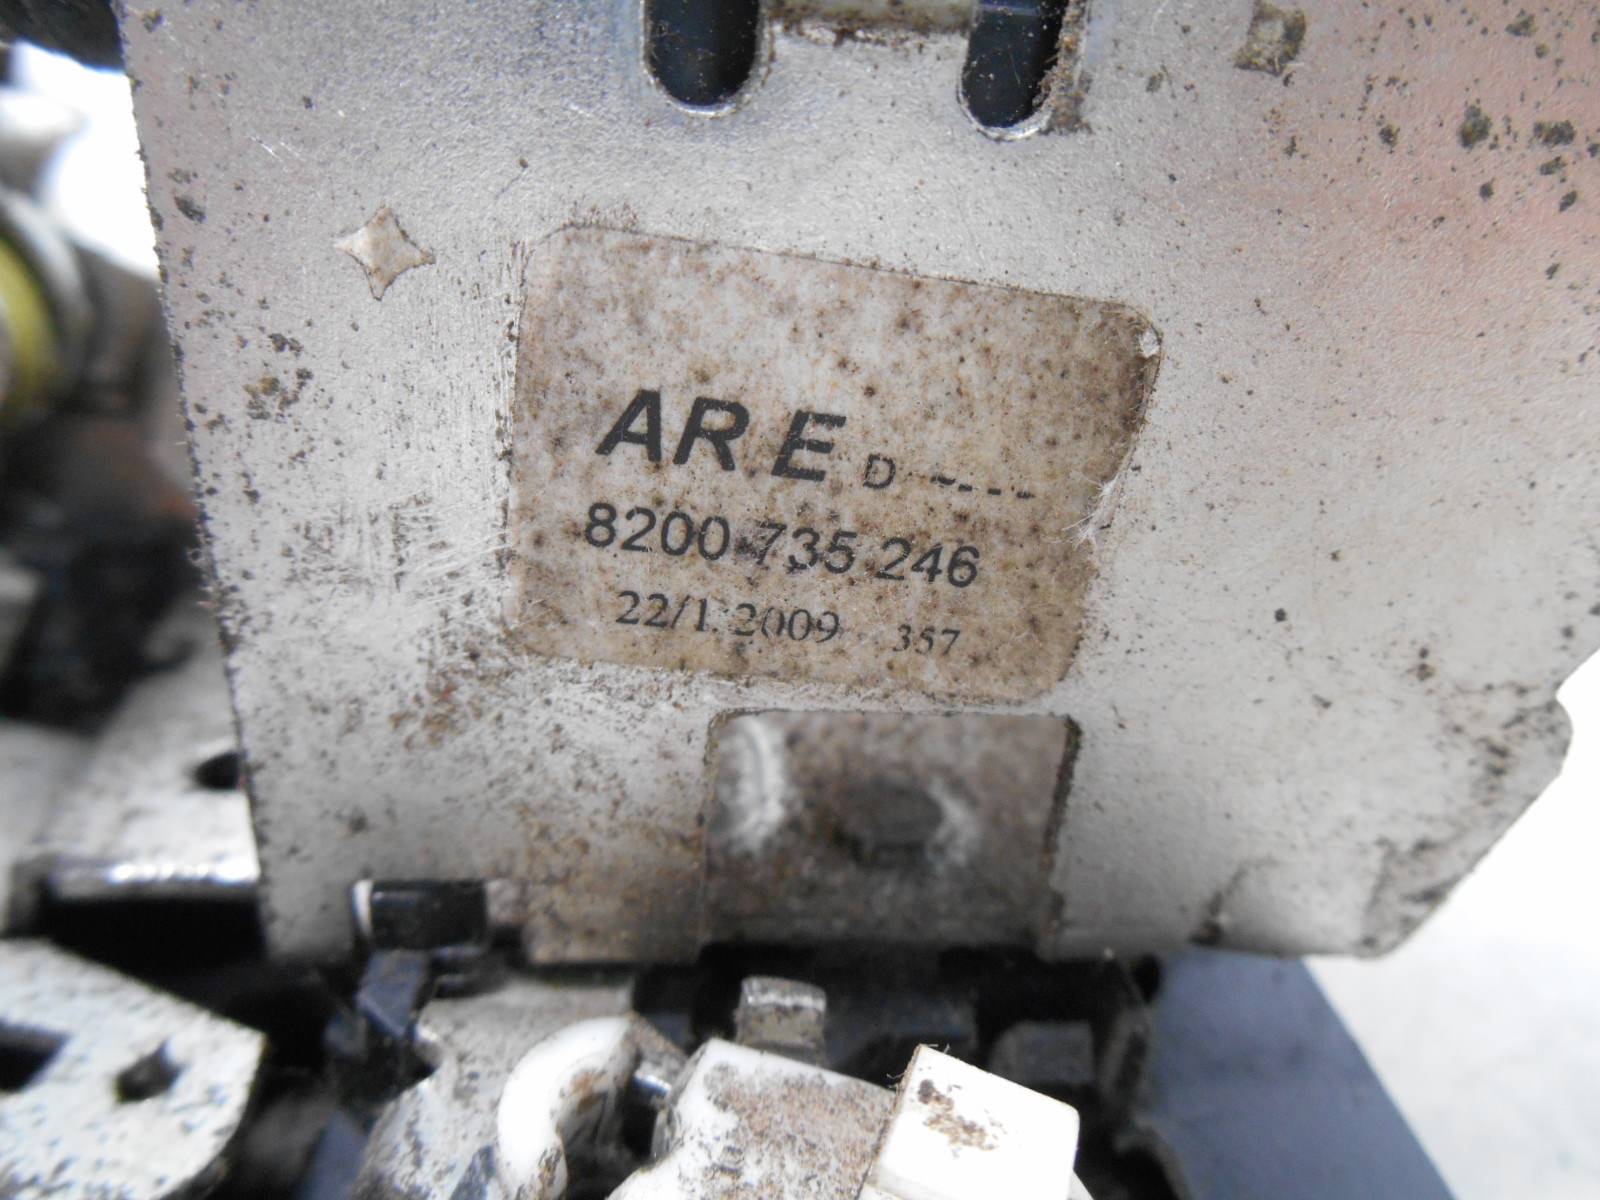 AR E D ----
8200 735 246
22/1/2009 357